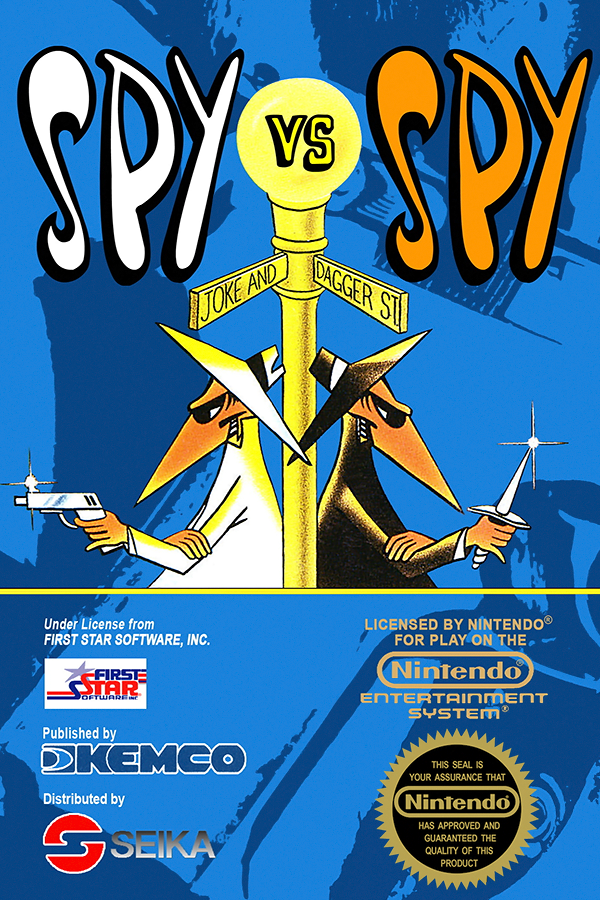 SPY VS SPY
JOKE AND DAGGER ST.
Under License from
FIRST STAR SOFTWARE, INC.
FIRST
STAR
SOFTWARE INC
Published by
KEMCO
Distributed by
SEIKA
LICENSED BY NINTENDO®
FOR PLAY ON THE
Nintendo®
ENTERTAINMENT
SYSTEM®
THIS SEAL IS
YOUR ASSURANCE THAT
Nintendo®
HAS APPROVED AND
GUARANTEED THE
QUALITY OF THIS
PRODUCT